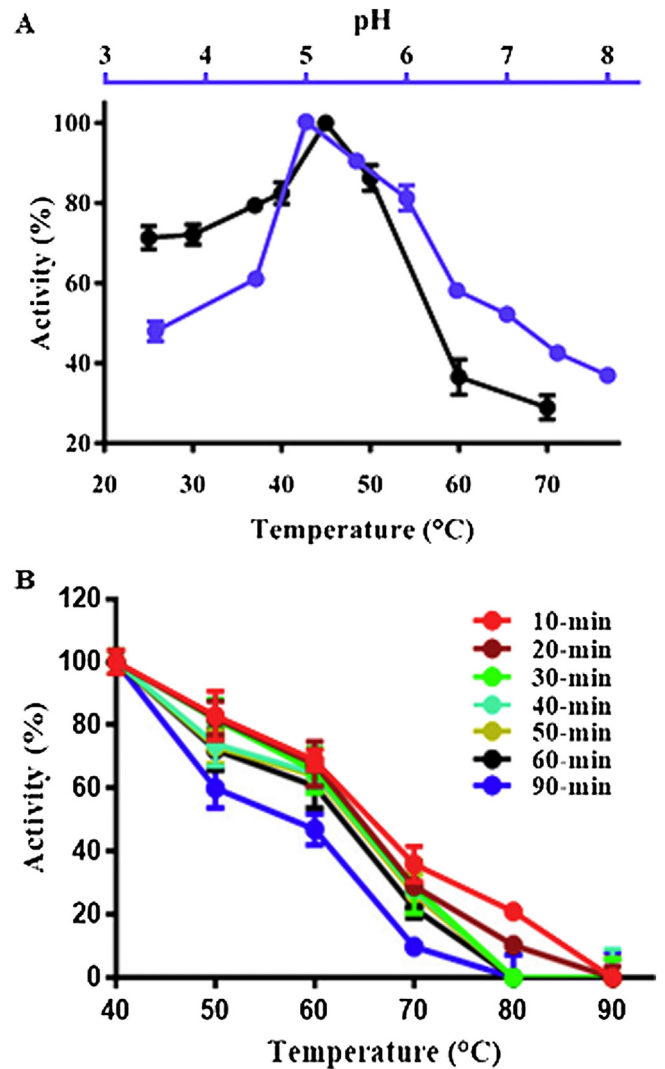 A
pH
3 4 5 6 7 8
100
80
60
40
20
Activity (%)
20 30 40 50 60 70
Temperature (°C)
B
120
100
80
60
40
20
0
Activity (%)
10-min
20-min
30-min
40-min
50-min
60-min
90-min
40 50 60 70 80 90
Temperature (°C)